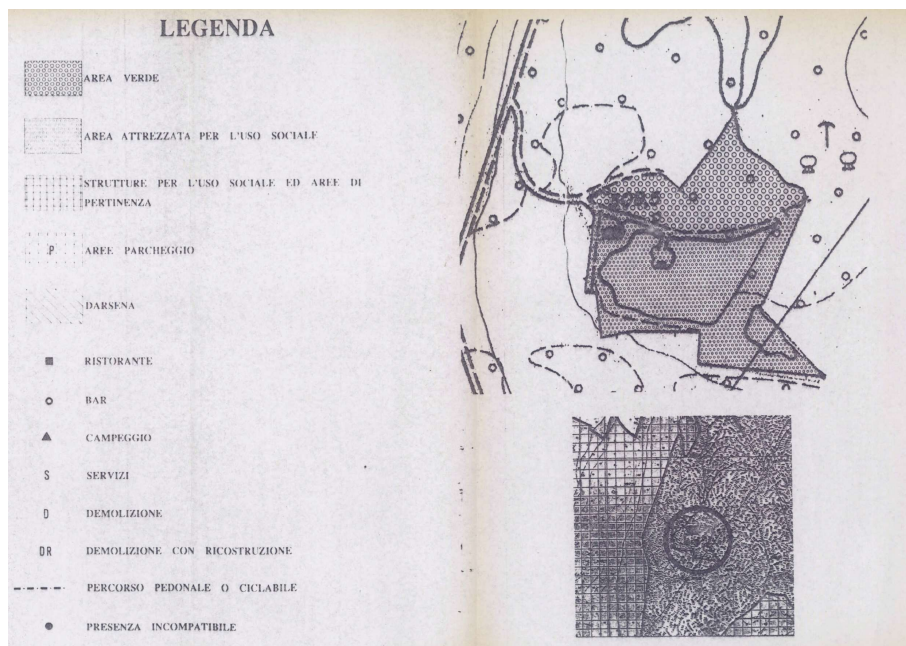 LEGENDA
AREA VERDE
AREA ATTREZZATA PER L'USO SOCIALE
STRUTTURE PER L'USO SOCIALE ED AREE DI
PERTINENZA
P AREE PARCHEGGIO
DARSENA
RISTORANTE
BAR
CAMPEGGIO
S SERVIZI
D DEMOLIZIONE
DR DEMOLIZIONE CON RICOSTRUZIONE
PERCORSO PEDONALE O CICLABILE
PRESENZA INCOMPATIBILE